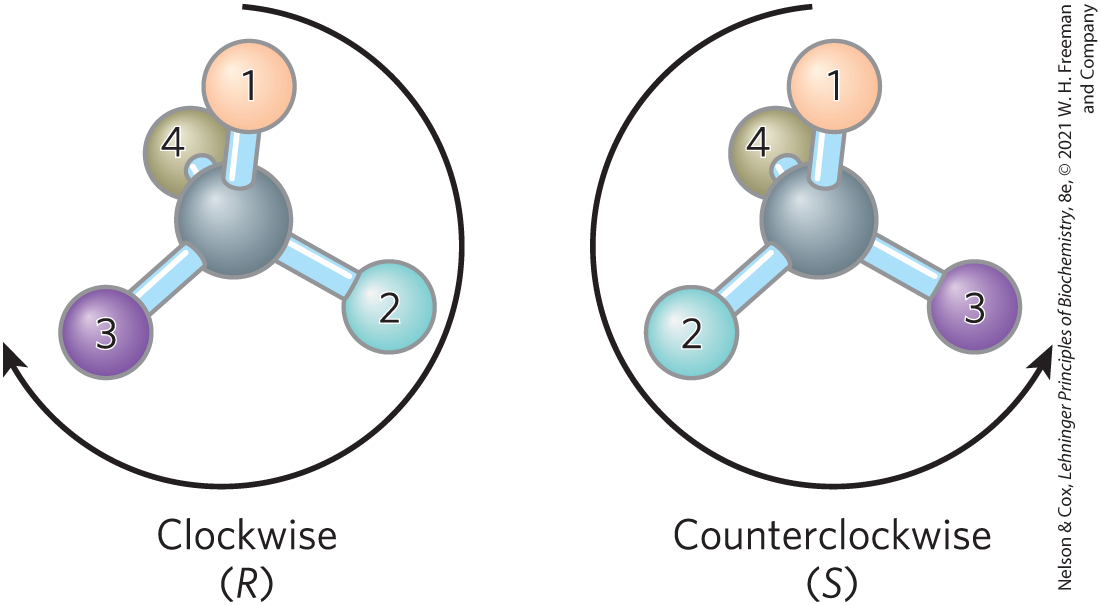 1
4
3
2
Clockwise
(R)
1
4
2
3
Counterclockwise
(S)
Nelson & Cox, Lehninger Principles of Biochemistry, 8e, © 2021 W. H. Freeman
and Company